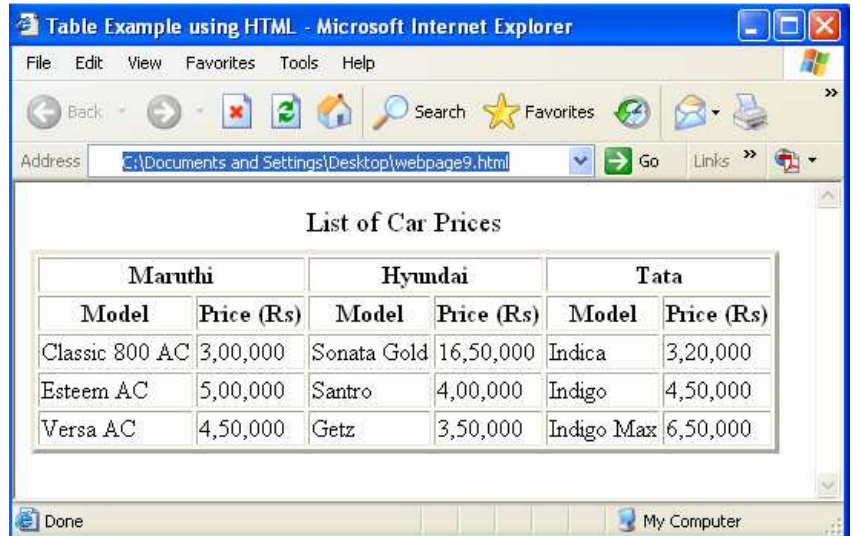 Table Example using HTML - Microsoft Internet Explorer
File Edit View Favorites Tools Help
Back Search Favorites »
Address C:\Documents and Settings\Desktop\webpage9.html Go Links »
List of Car Prices
Maruthi Hyundai Tata
Model Price (Rs) Model Price (Rs) Model Price (Rs)
Classic 800 AC 3,00,000 Sonata Gold 16,50,000 Indica 3,20,000
Esteem AC 5,00,000 Santro 4,00,000 Indigo 4,50,000
Versa AC 4,50,000 Getz 3,50,000 Indigo Max 6,50,000
Done My Computer